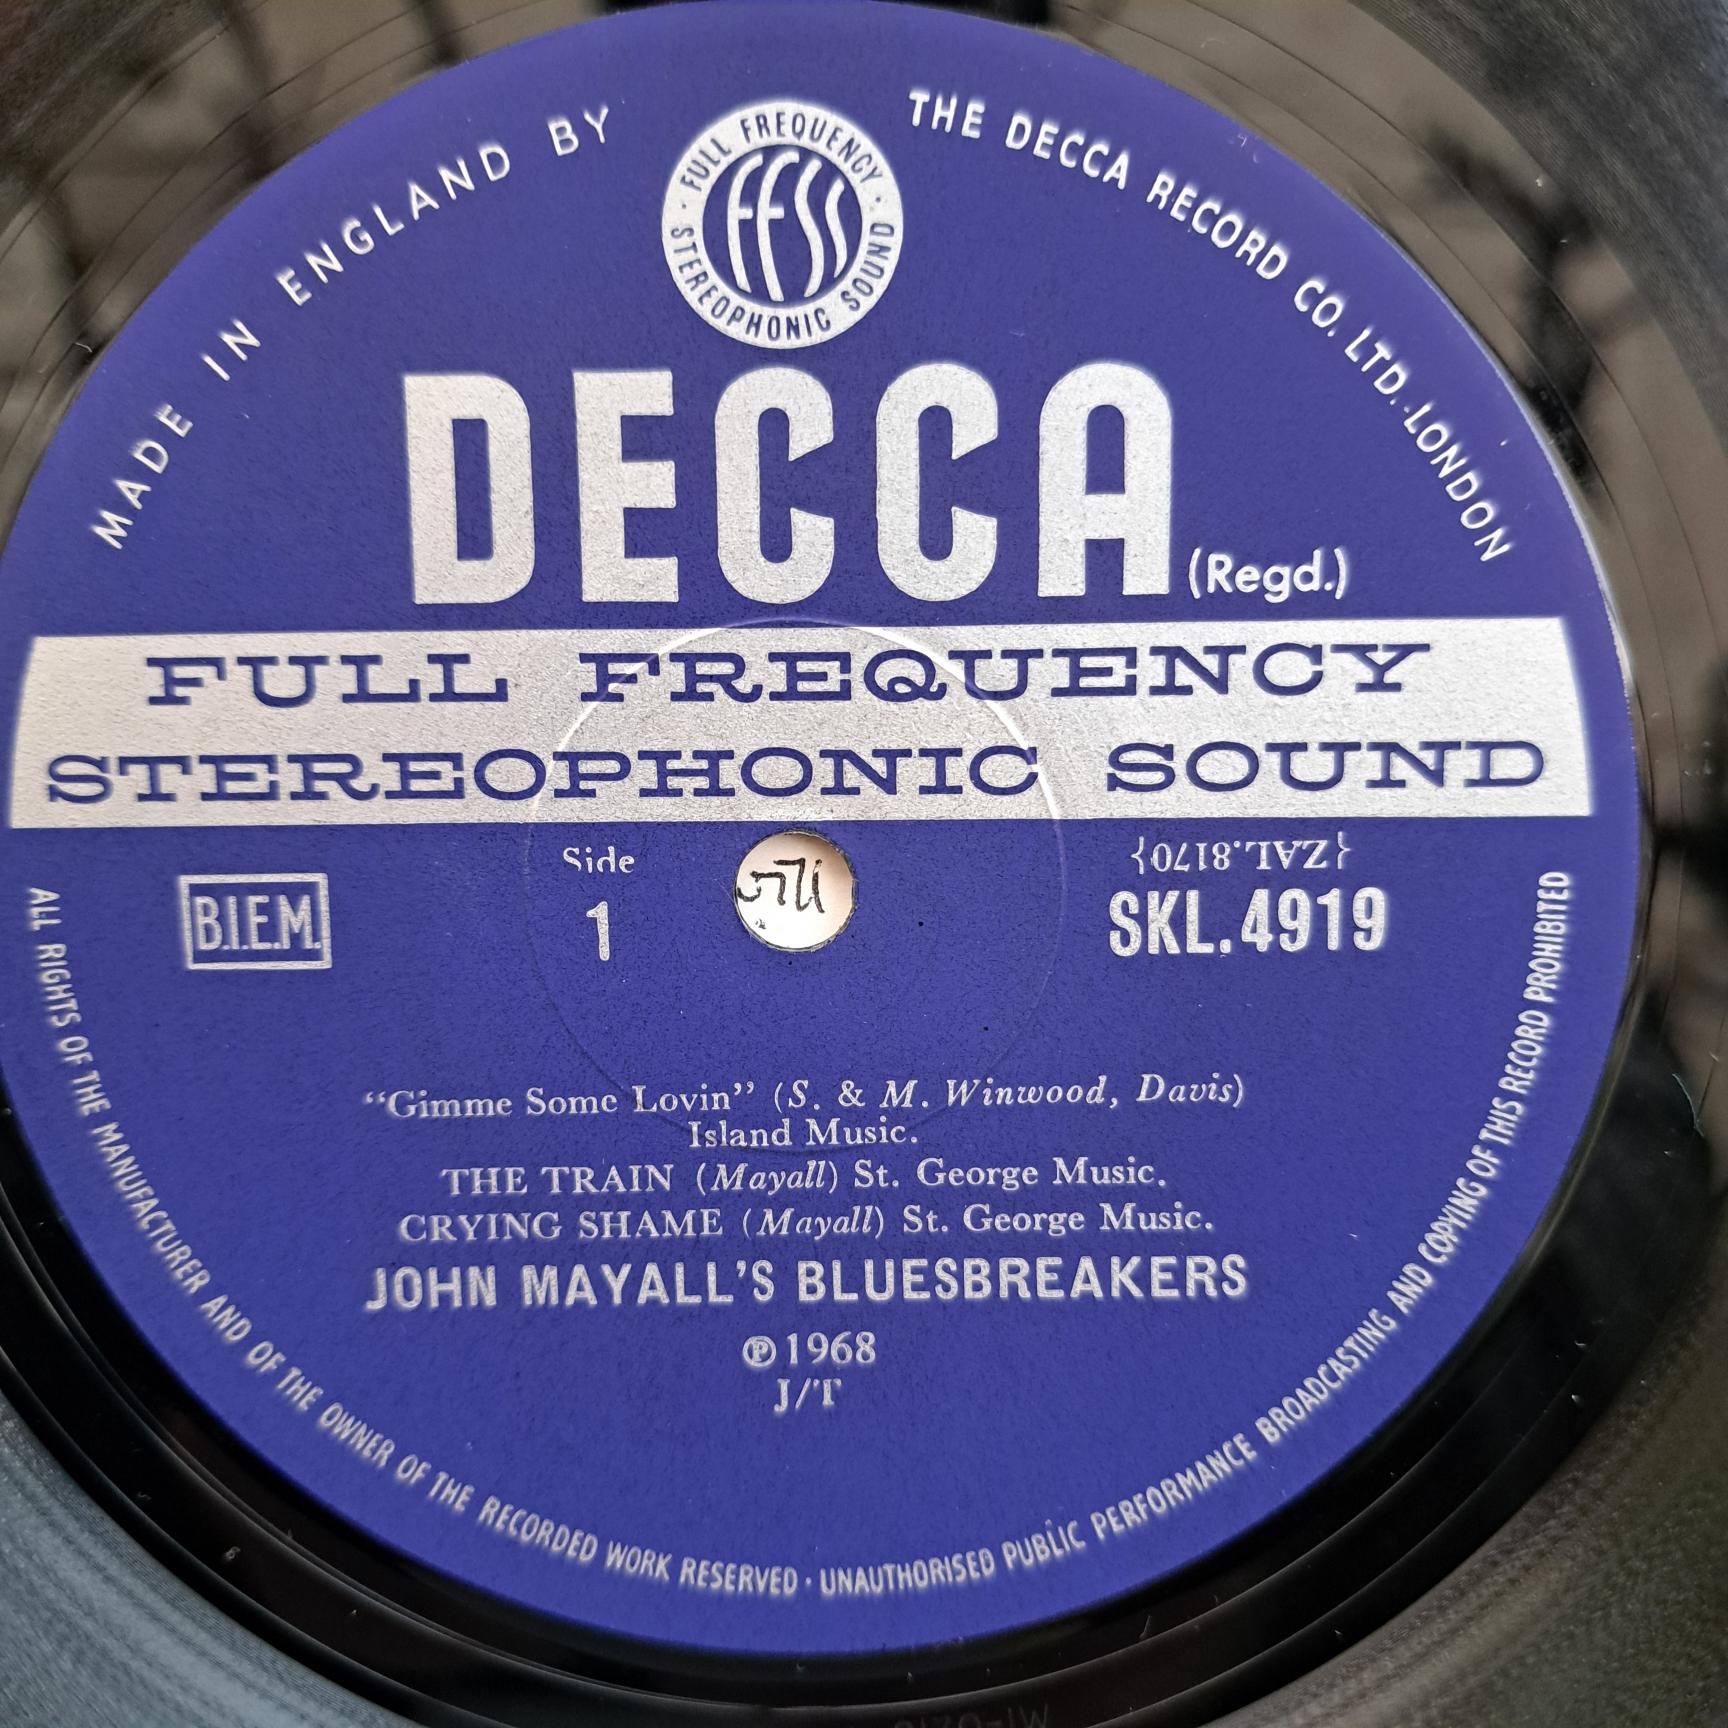 MADE IN ENGLAND BY
THE DECCA RECORD CO. LTD. LONDON
· FULL FREQUENCY ·
STEREOPHONIC SOUND
FFSS
DECCA (Regd.)
FULL FREQUENCY
STEREOPHONIC SOUND
Side
1
B.I.E.M.
{ZAL.8170}
SKL.4919
"Gimme Some Lovin" (S. & M. Winwood, Davis)
Island Music.
THE TRAIN (Mayall) St. George Music.
CRYING SHAME (Mayall) St. George Music.
JOHN MAYALL'S BLUESBREAKERS
℗1968
J/T
ALL RIGHTS OF THE MANUFACTURER AND OF THE OWNER OF THE RECORDED WORK RESERVED · UNAUTHORISED PUBLIC PERFORMANCE BROADCASTING AND COPYING OF THIS RECORD PROHIBITED